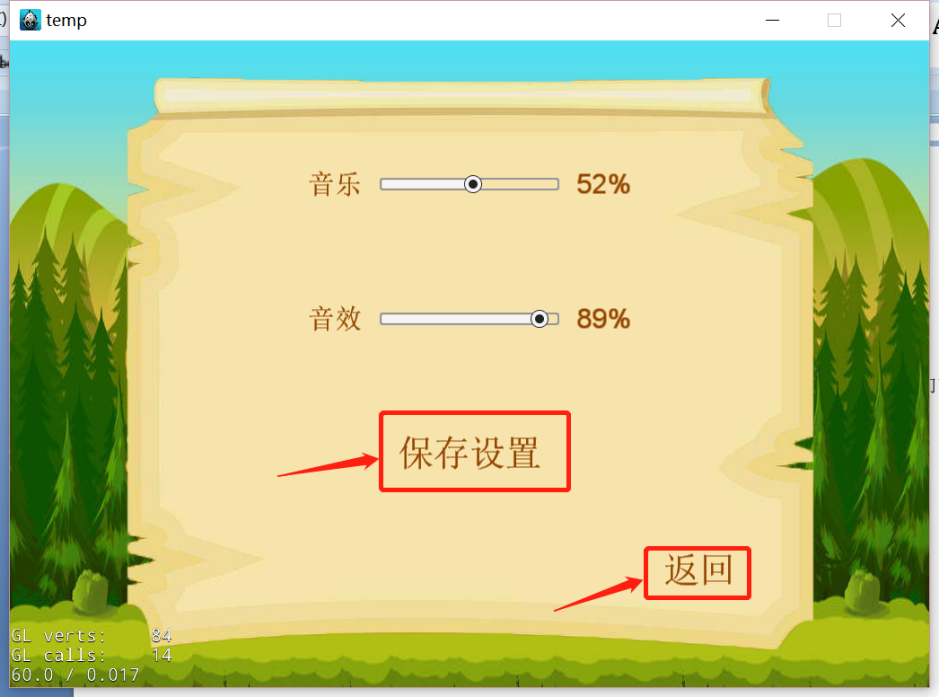 temp
音乐 52%
音效 89%
保存设置
返回
GL verts: 84
GL calls: 14
60.0 / 0.017